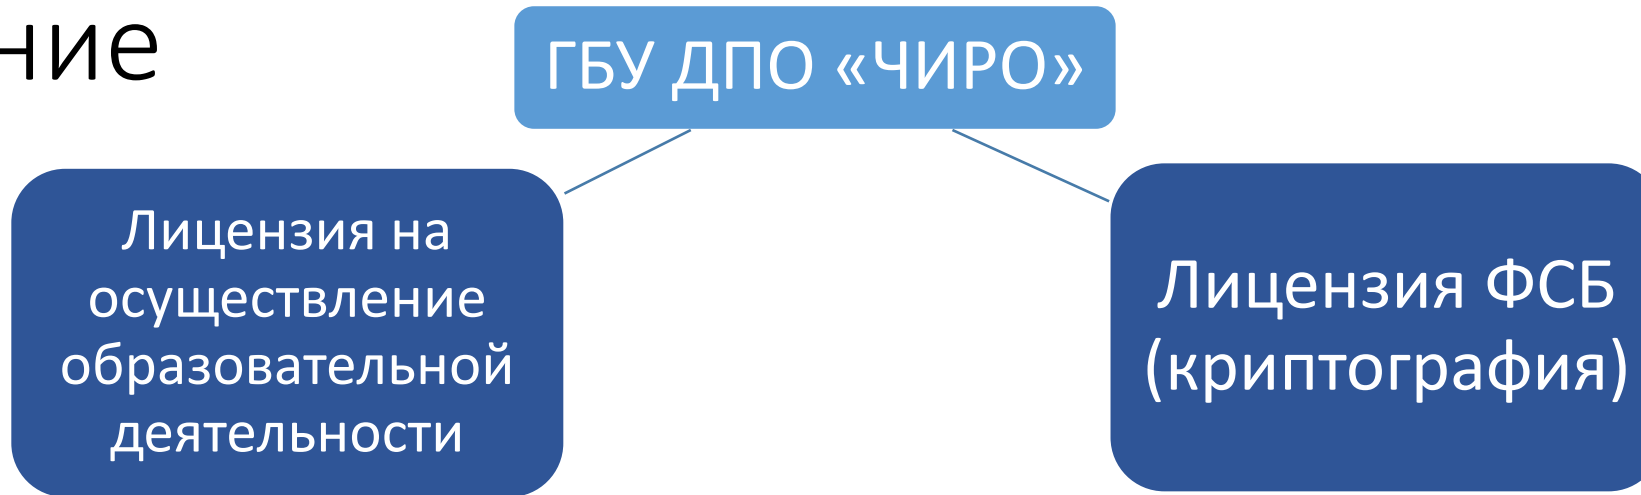 ние
ГБУ ДПО «ЧИРО»
Лицензия на
осуществление
образовательной
деятельности
Лицензия ФСБ
(криптография)